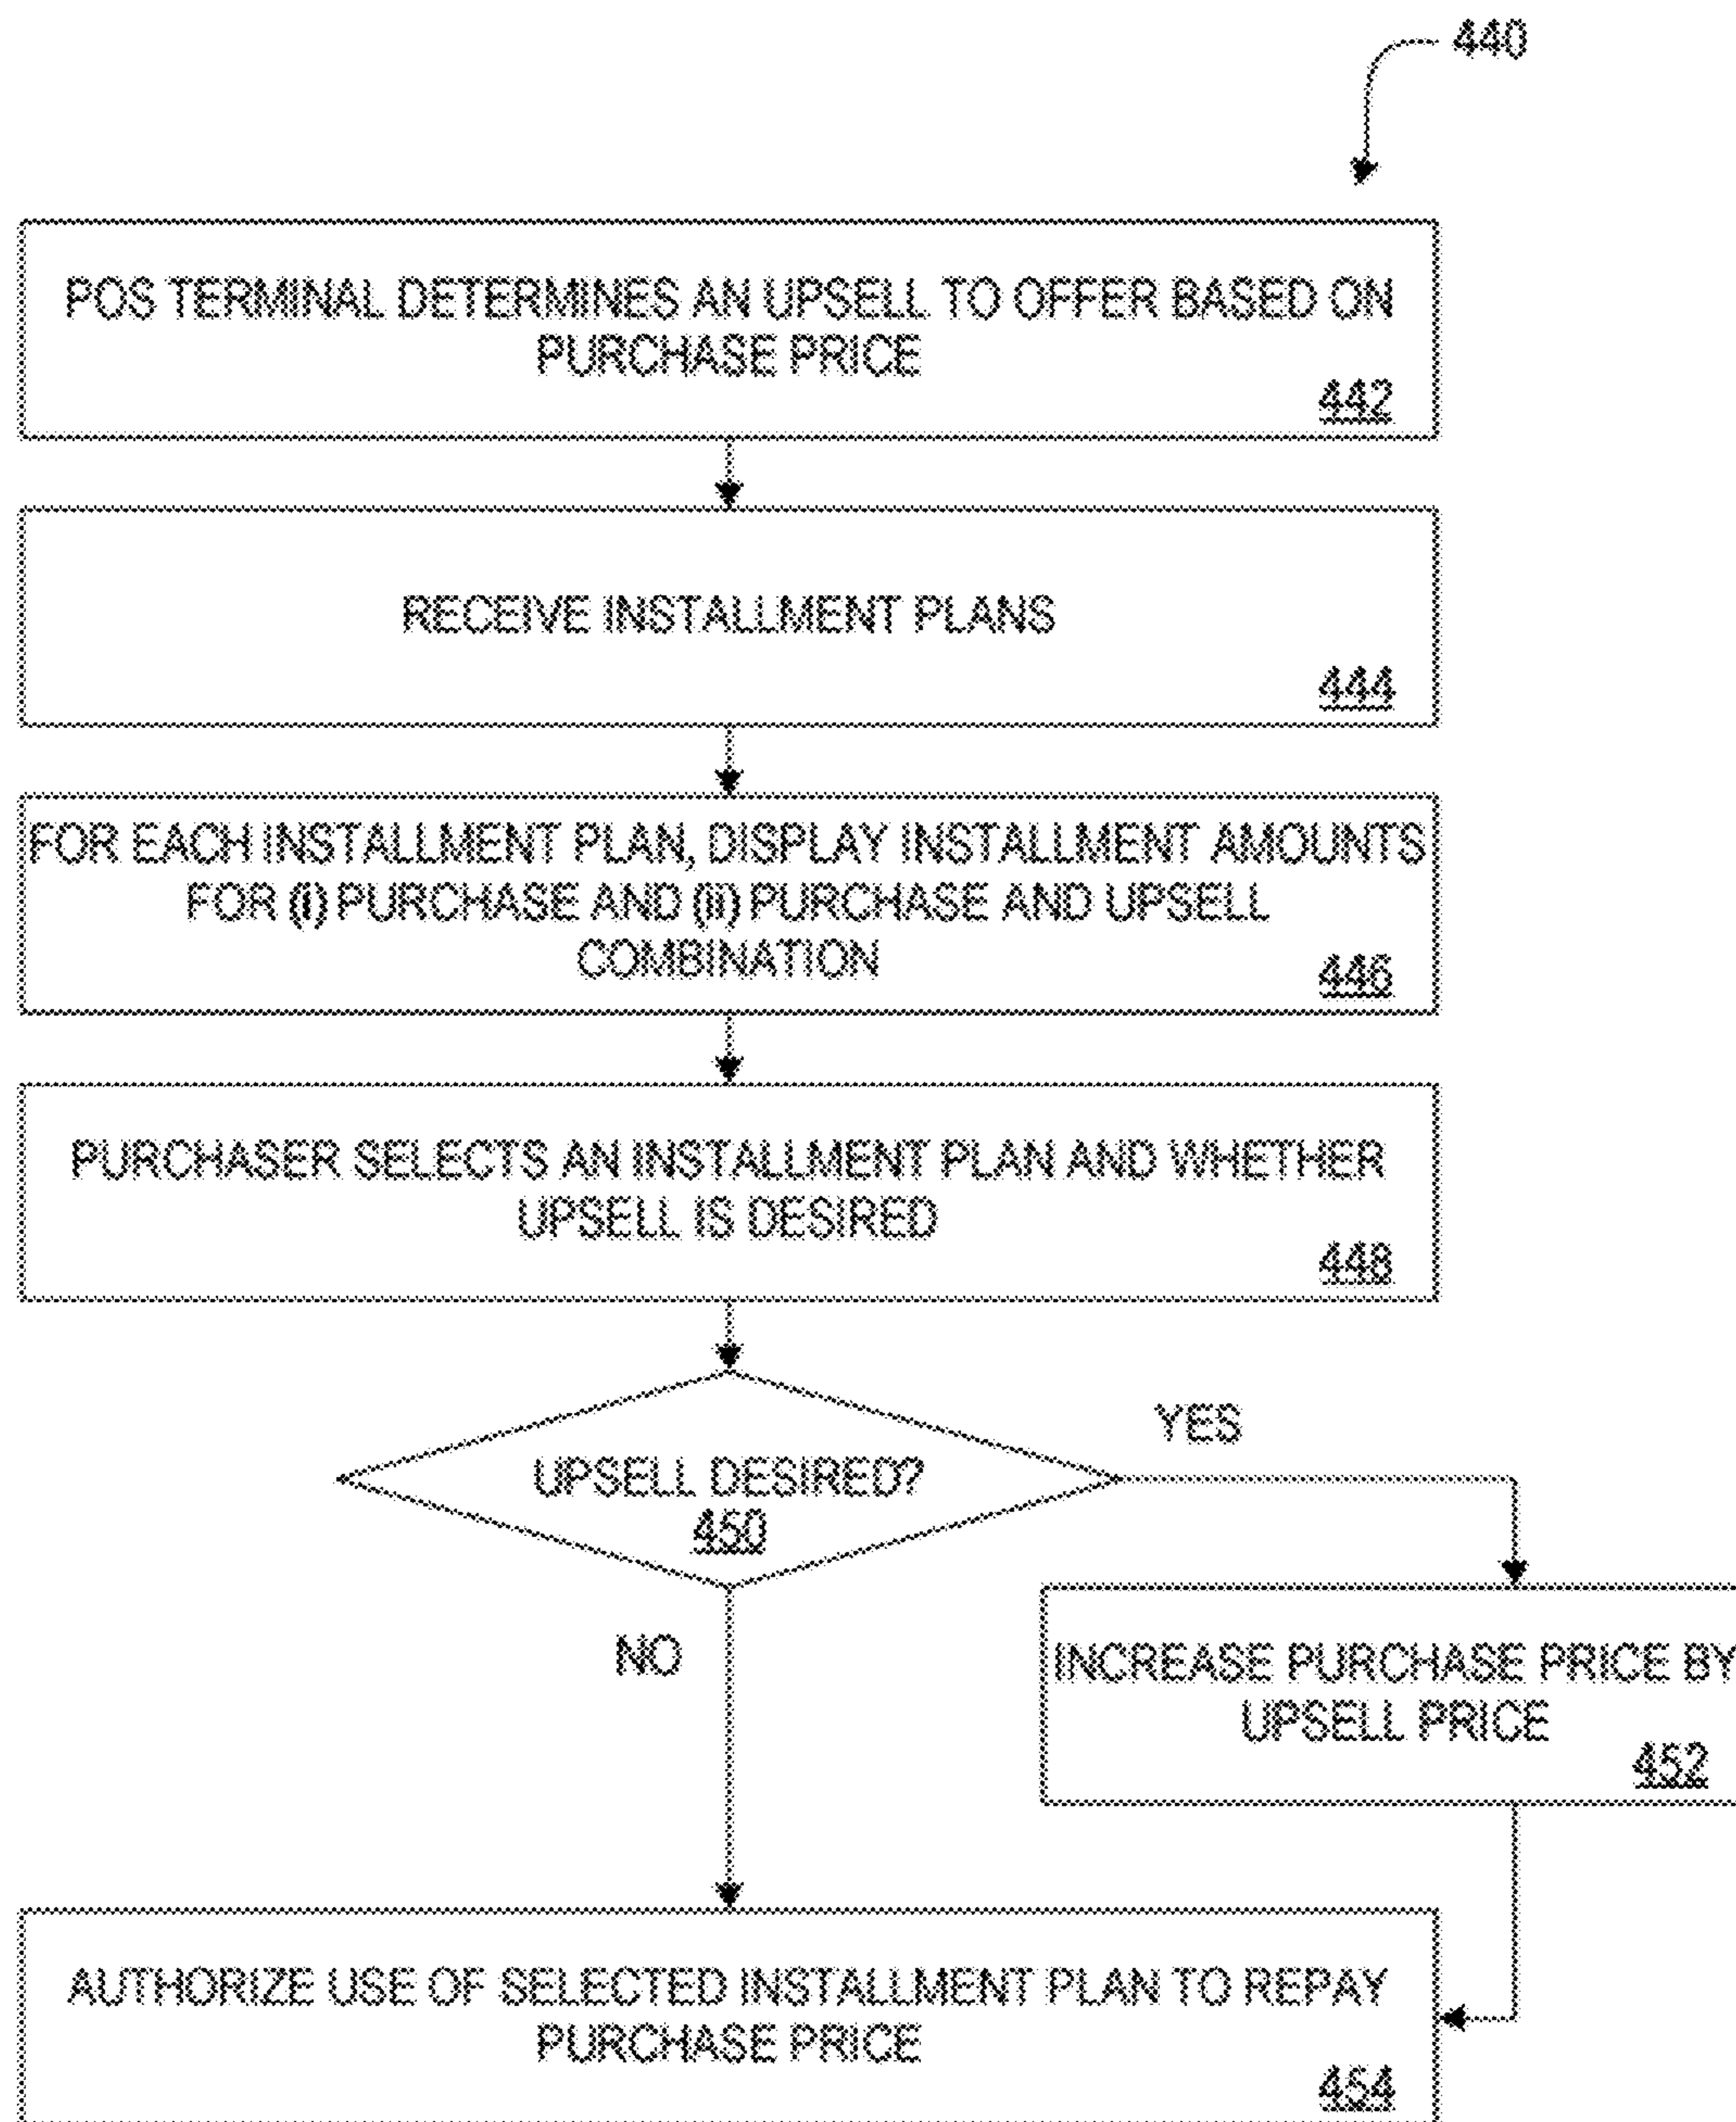 440
POS TERMINAL DETERMINES AN UPSELL TO OFFER BASED ON
PURCHASE PRICE
442
RECEIVE INSTALLMENT PLANS
444
FOR EACH INSTALLMENT PLAN, DISPLAY INSTALLMENT AMOUNTS
FOR (i) PURCHASE AND (ii) PURCHASE AND UPSELL
COMBINATION
446
PURCHASER SELECTS AN INSTALLMENT PLAN AND WHETHER
UPSELL IS DESIRED
448
UPSELL DESIRED?
450
YES
NO
INCREASE PURCHASE PRICE BY
UPSELL PRICE
452
AUTHORIZE USE OF SELECTED INSTALLMENT PLAN TO REPAY
PURCHASE PRICE
454